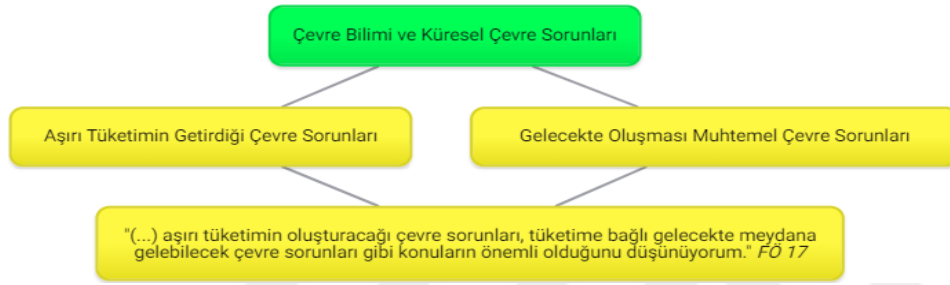 Çevre Bilimi ve Küresel Çevre Sorunları
Aşırı Tüketimin Getirdiği Çevre Sorunları
Gelecekte Oluşması Muhtemel Çevre Sorunları
"(...) aşırı tüketimin oluşturacağı çevre sorunları, tüketime bağlı gelecekte meydana
gelebilecek çevre sorunları gibi konuların önemli olduğunu düşünüyorum." FÖ 17